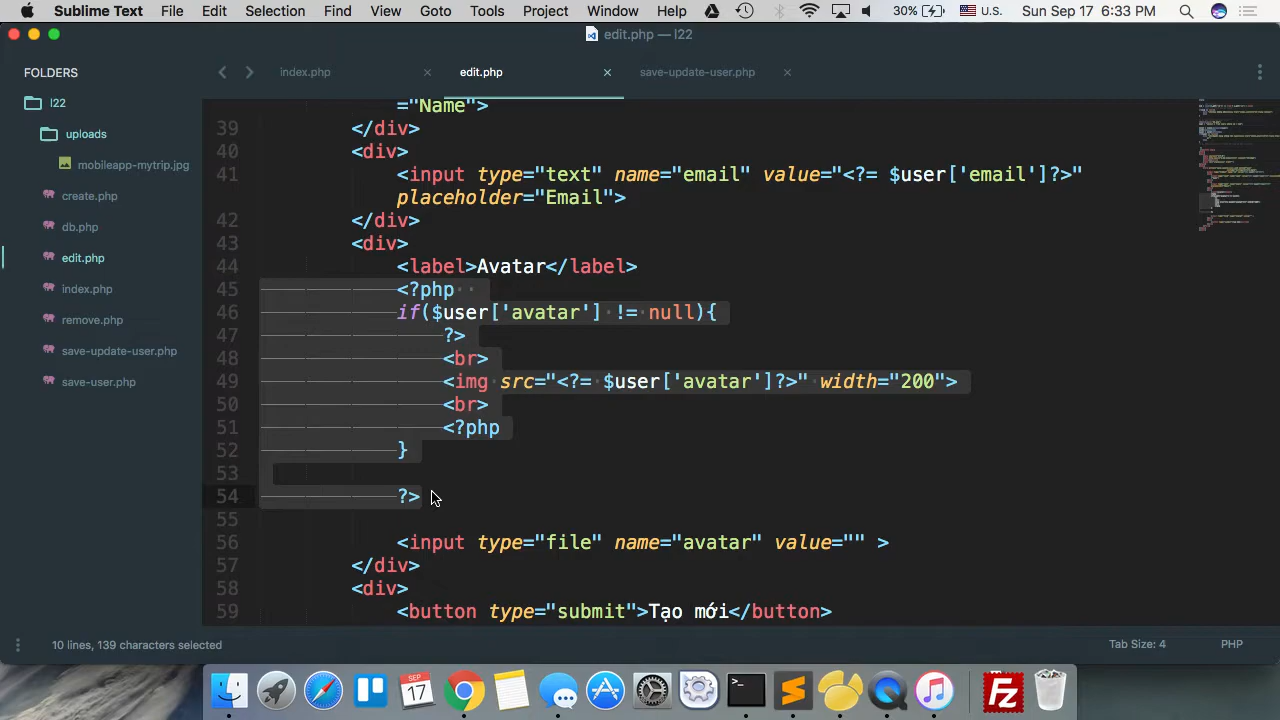 Sublime Text File Edit Selection Find View Goto Tools Project Window Help 30% U.S. Sun Sep 17 6:33 PM
edit.php — l22
FOLDERS
l22
uploads
mobileapp-mytrip.jpg
create.php
db.php
edit.php
index.php
remove.php
save-update-user.php
save-user.php
index.php × edit.php × save-update-user.php ×
="Name">
39 </div>
40 <div>
41 <input type="text" name="email" value="<?= $user['email']?>"
placeholder="Email">
42 </div>
43 <div>
44 <label>Avatar</label>
45 <?php
46 if($user['avatar'] != null){
47 ?>
48 <br>
49 <img src="<?= $user['avatar']?>" width="200">
50 <br>
51 <?php
52 }
53
54 ?>
55
56 <input type="file" name="avatar" value="" >
57 </div>
58 <div>
59 <button type="submit">Tạo mới</button>
10 lines, 139 characters selected Tab Size: 4 PHP
SEP
17
Fz